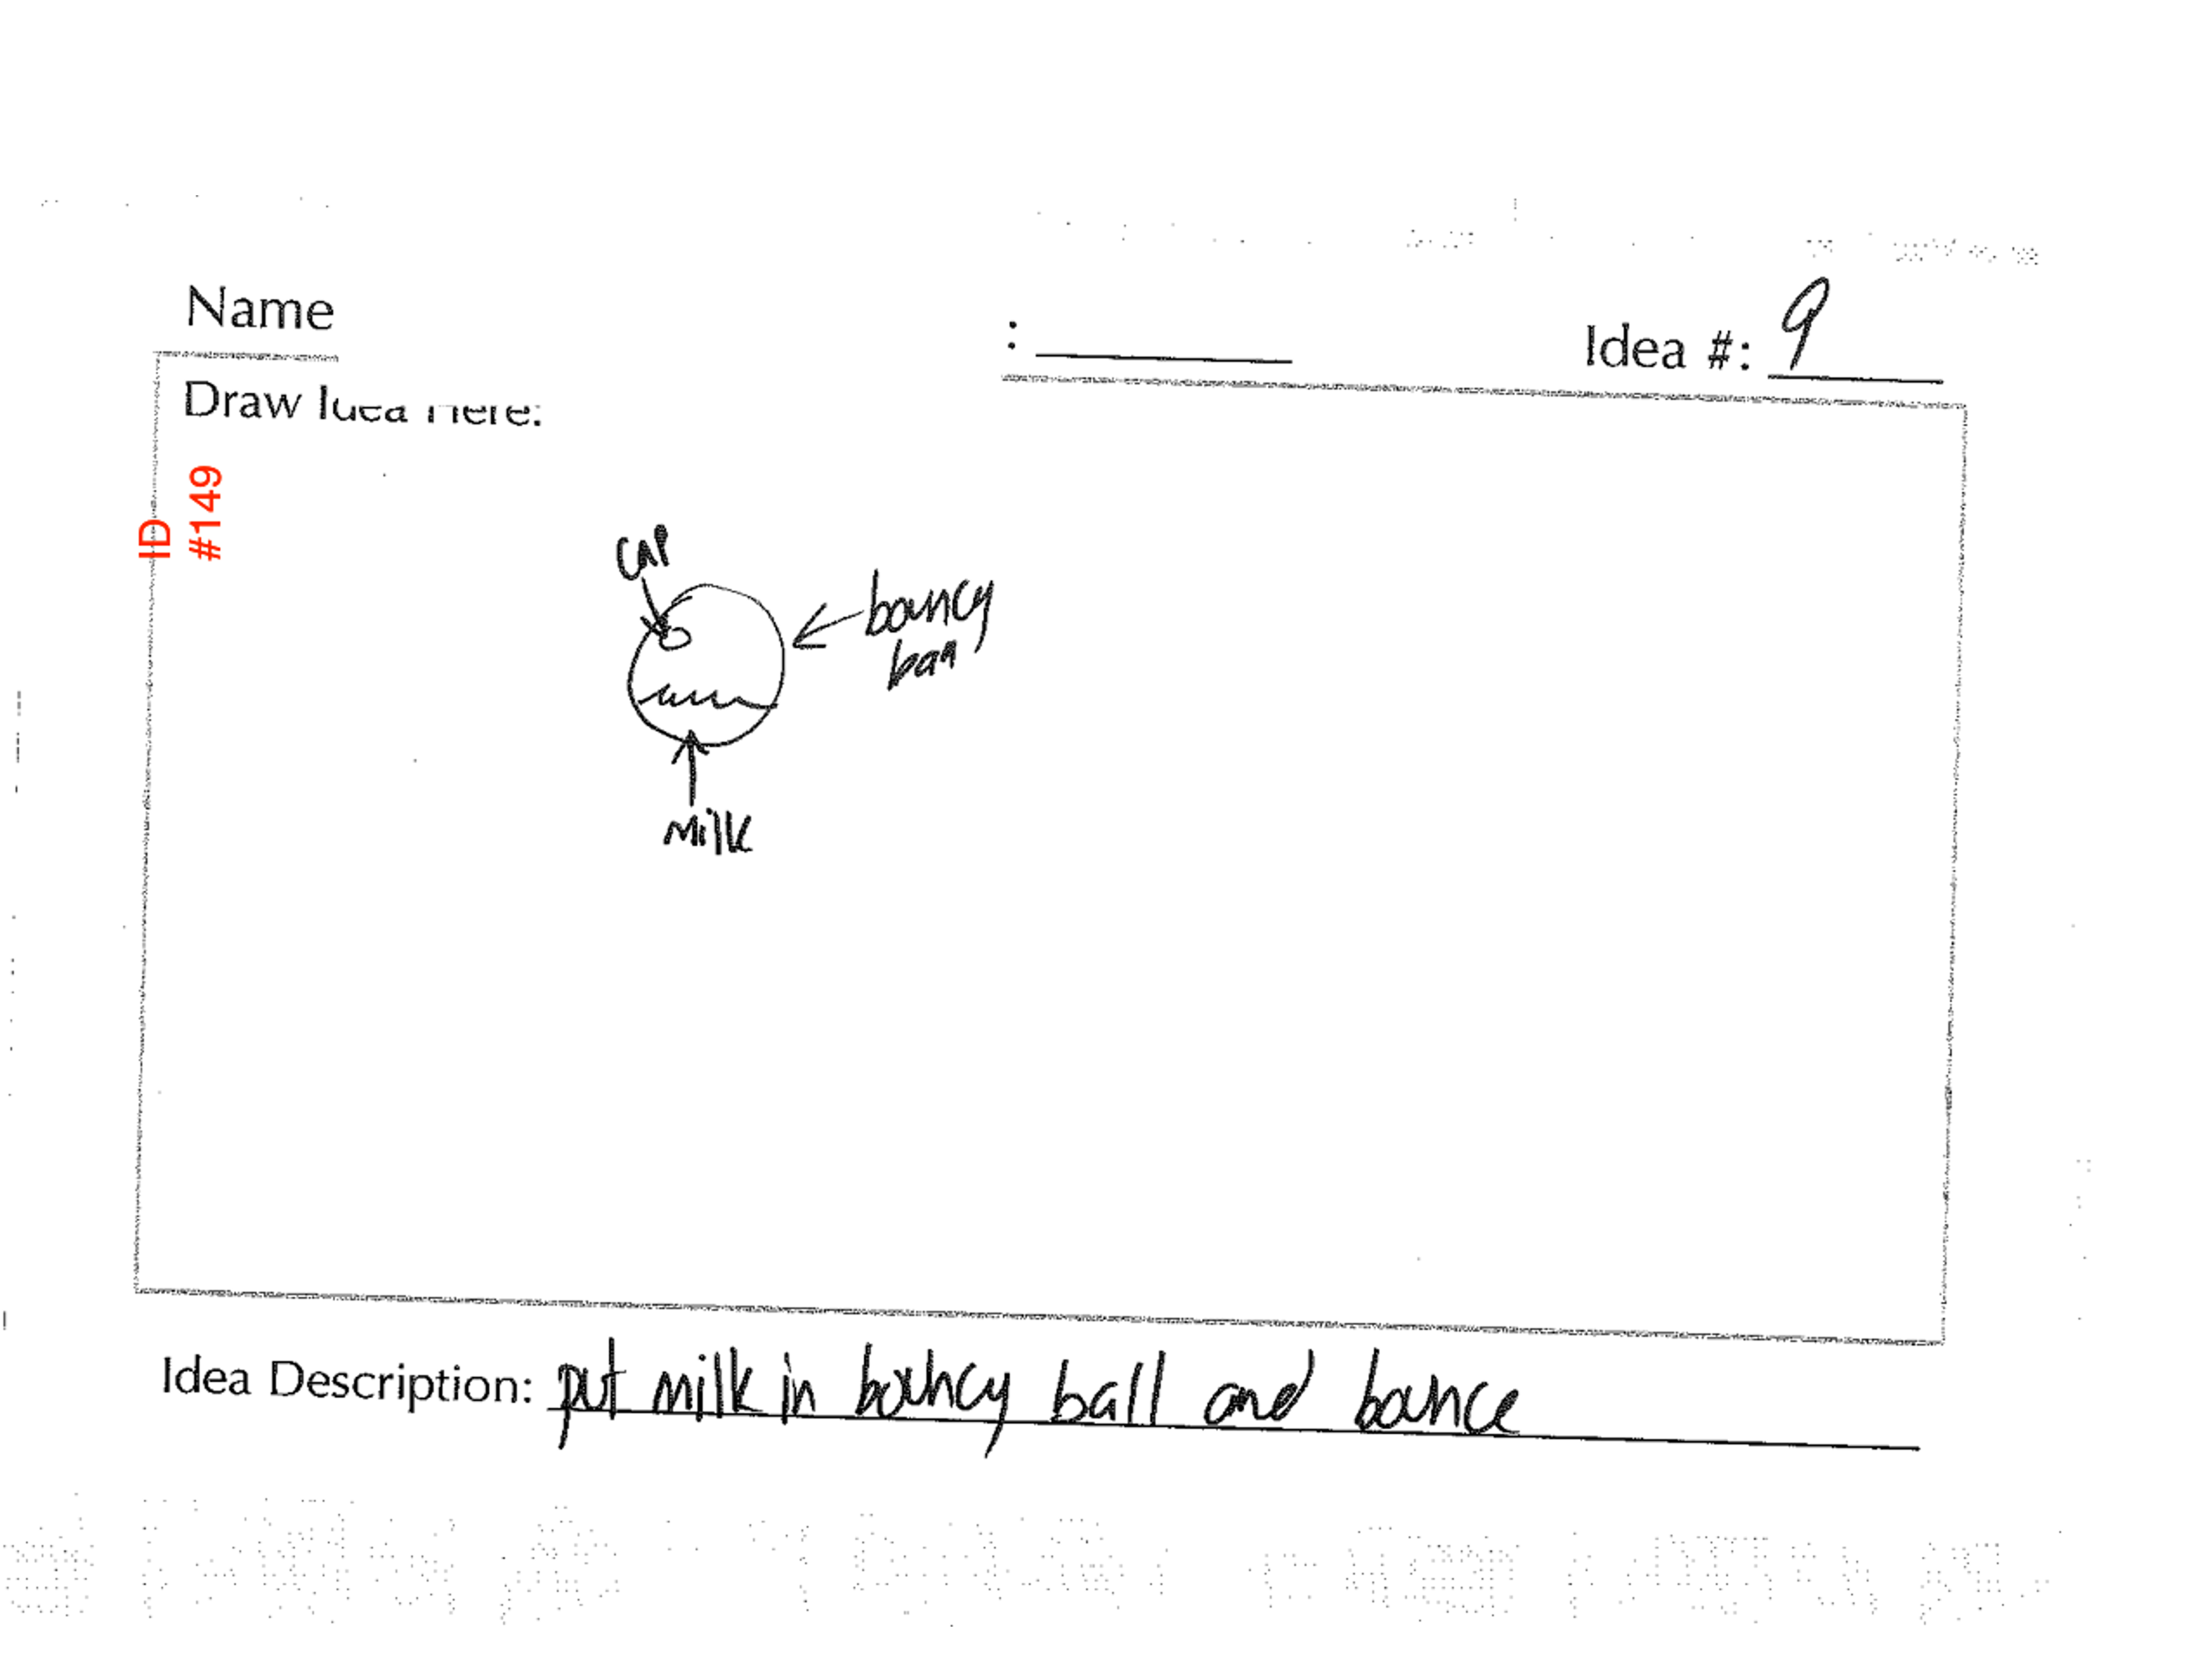 Name : Idea #: 9
Draw Idea Here:
ID
#149
cap
bouncy
ball
Milk
Idea Description: put milk in bouncy ball and bounce